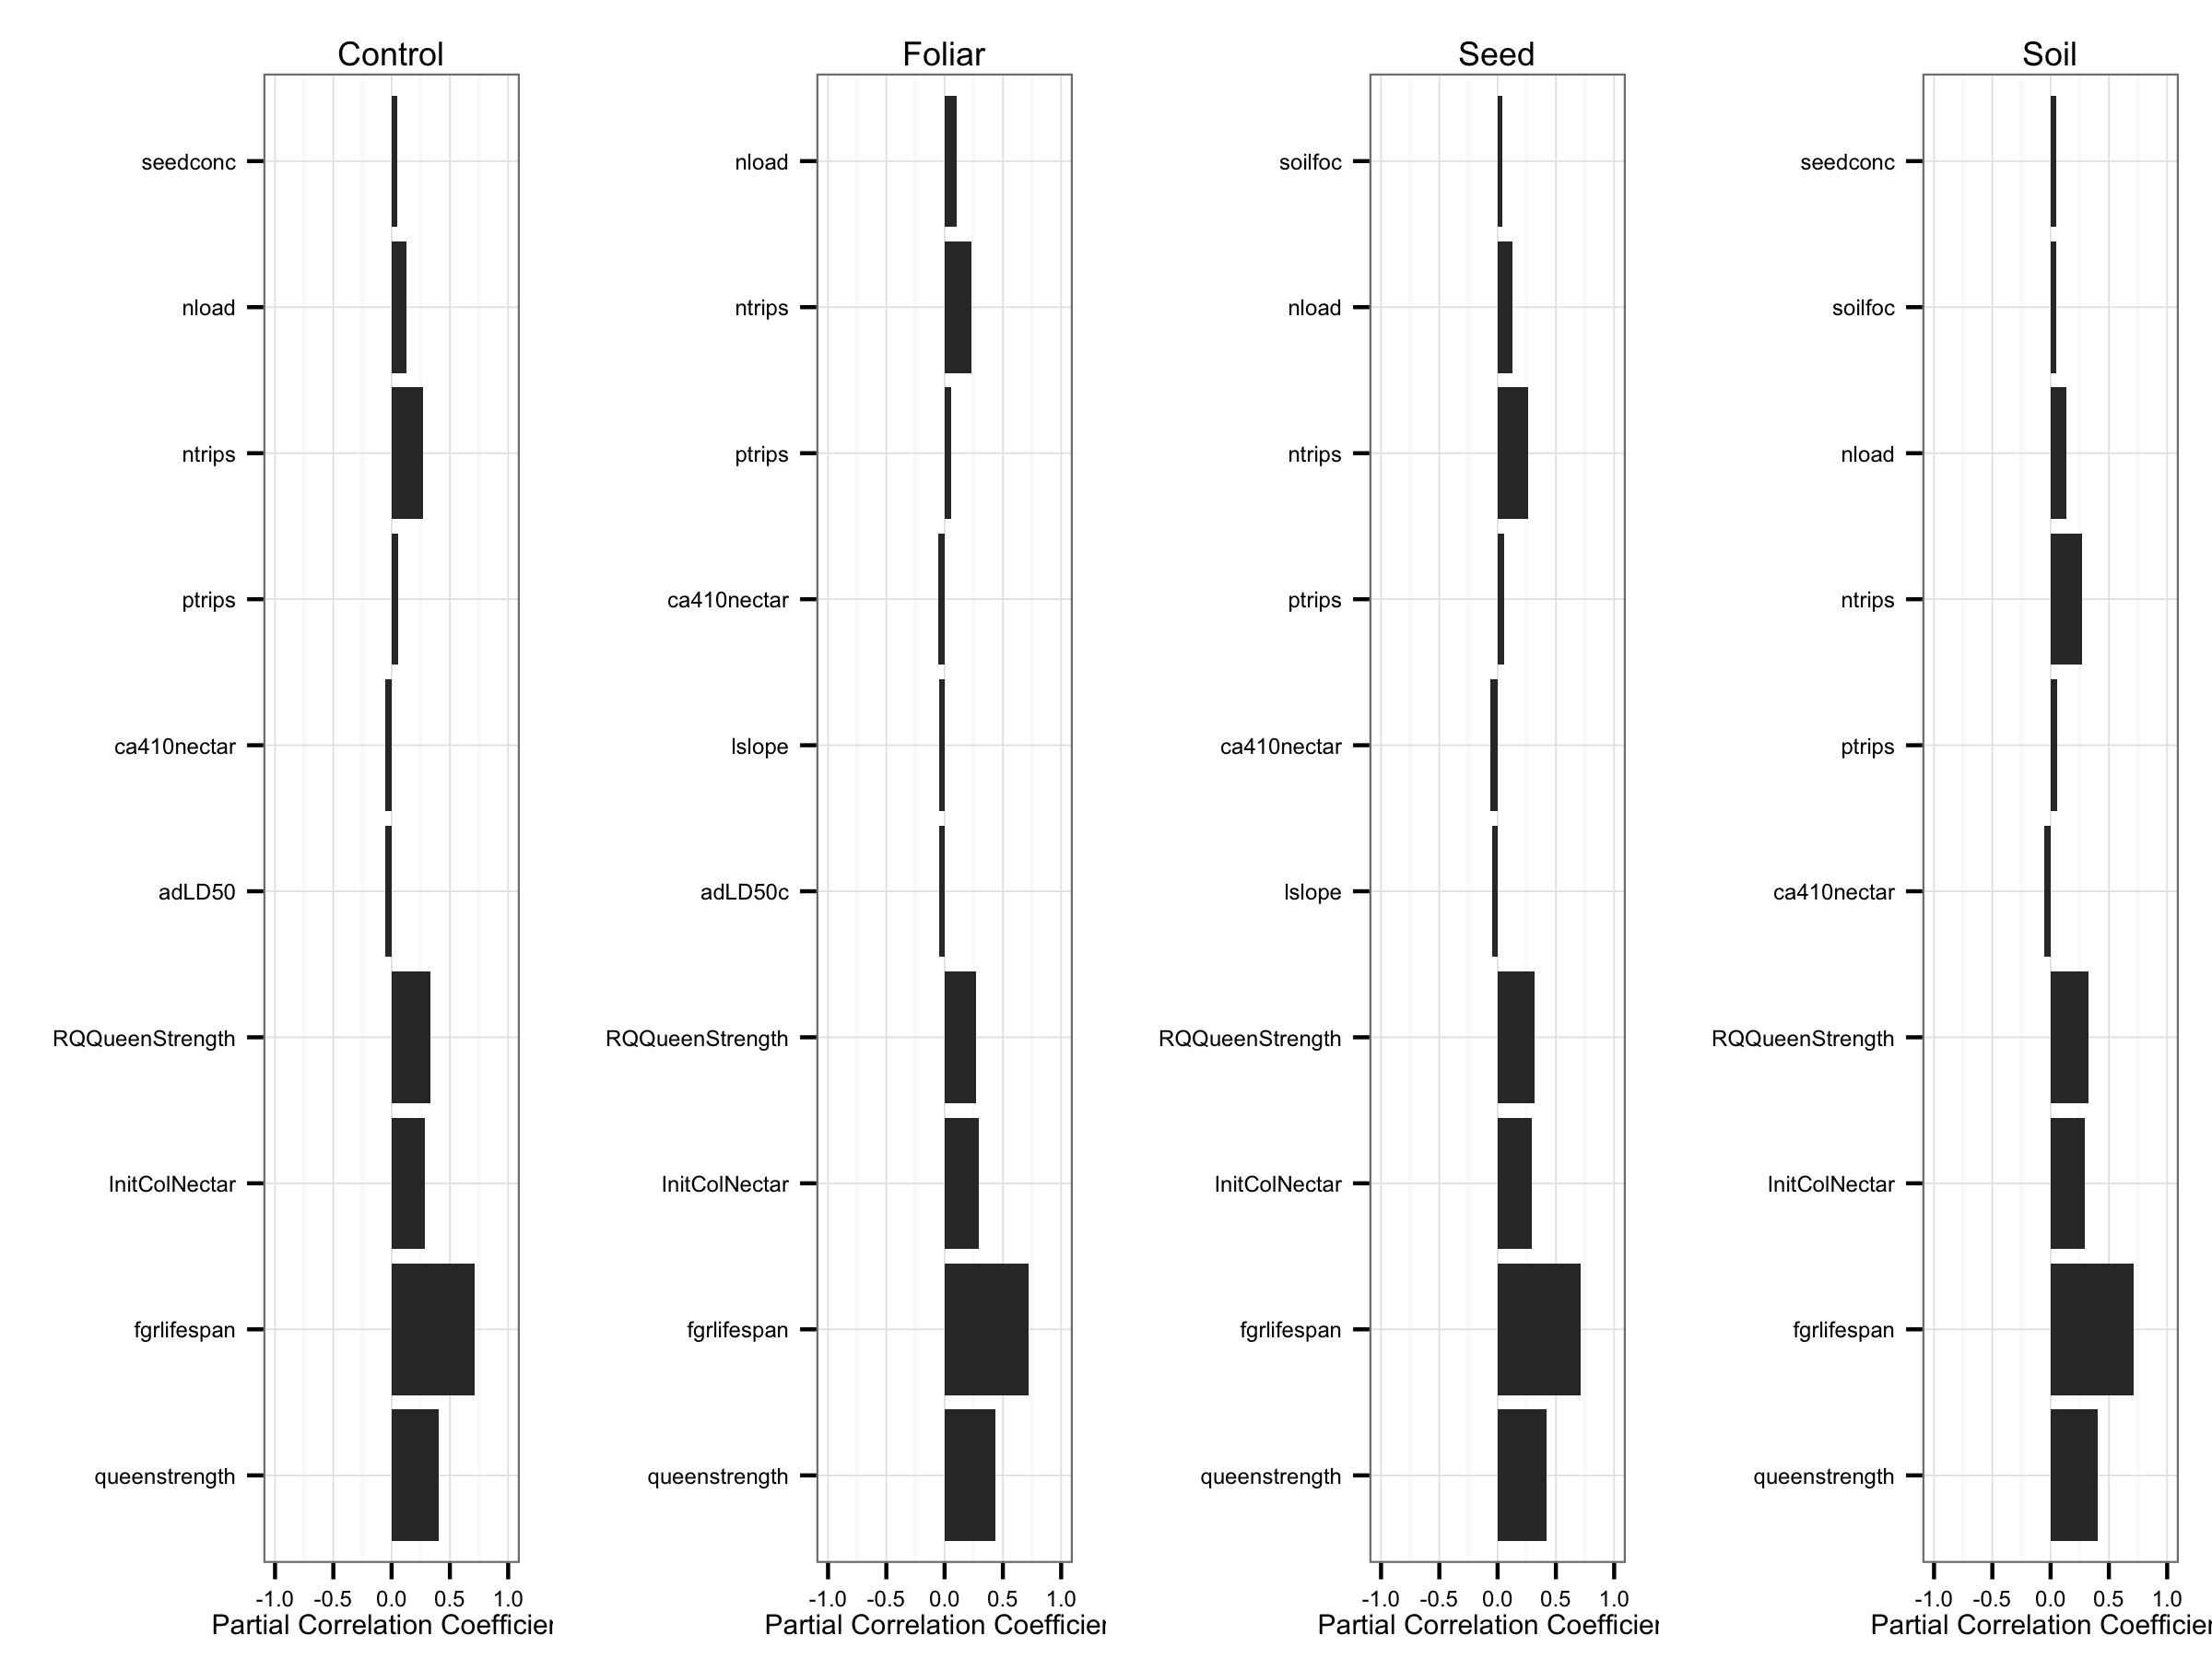 Control
seedconc
nload
ntrips
ptrips
ca410nectar
adLD50
RQQueenStrength
InitColNectar
fgrlifespan
queenstrength
-1.0 -0.5 0.0 0.5 1.0
Partial Correlation Coefficien
Foliar
nload
ntrips
ptrips
ca410nectar
lslope
adLD50c
RQQueenStrength
InitColNectar
fgrlifespan
queenstrength
-1.0 -0.5 0.0 0.5 1.0
Partial Correlation Coefficien
Seed
soilfoc
nload
ntrips
ptrips
ca410nectar
lslope
RQQueenStrength
InitColNectar
fgrlifespan
queenstrength
-1.0 -0.5 0.0 0.5 1.0
Partial Correlation Coefficien
Soil
seedconc
soilfoc
nload
ntrips
ptrips
ca410nectar
RQQueenStrength
InitColNectar
fgrlifespan
queenstrength
-1.0 -0.5 0.0 0.5 1.0
Partial Correlation Coefficien